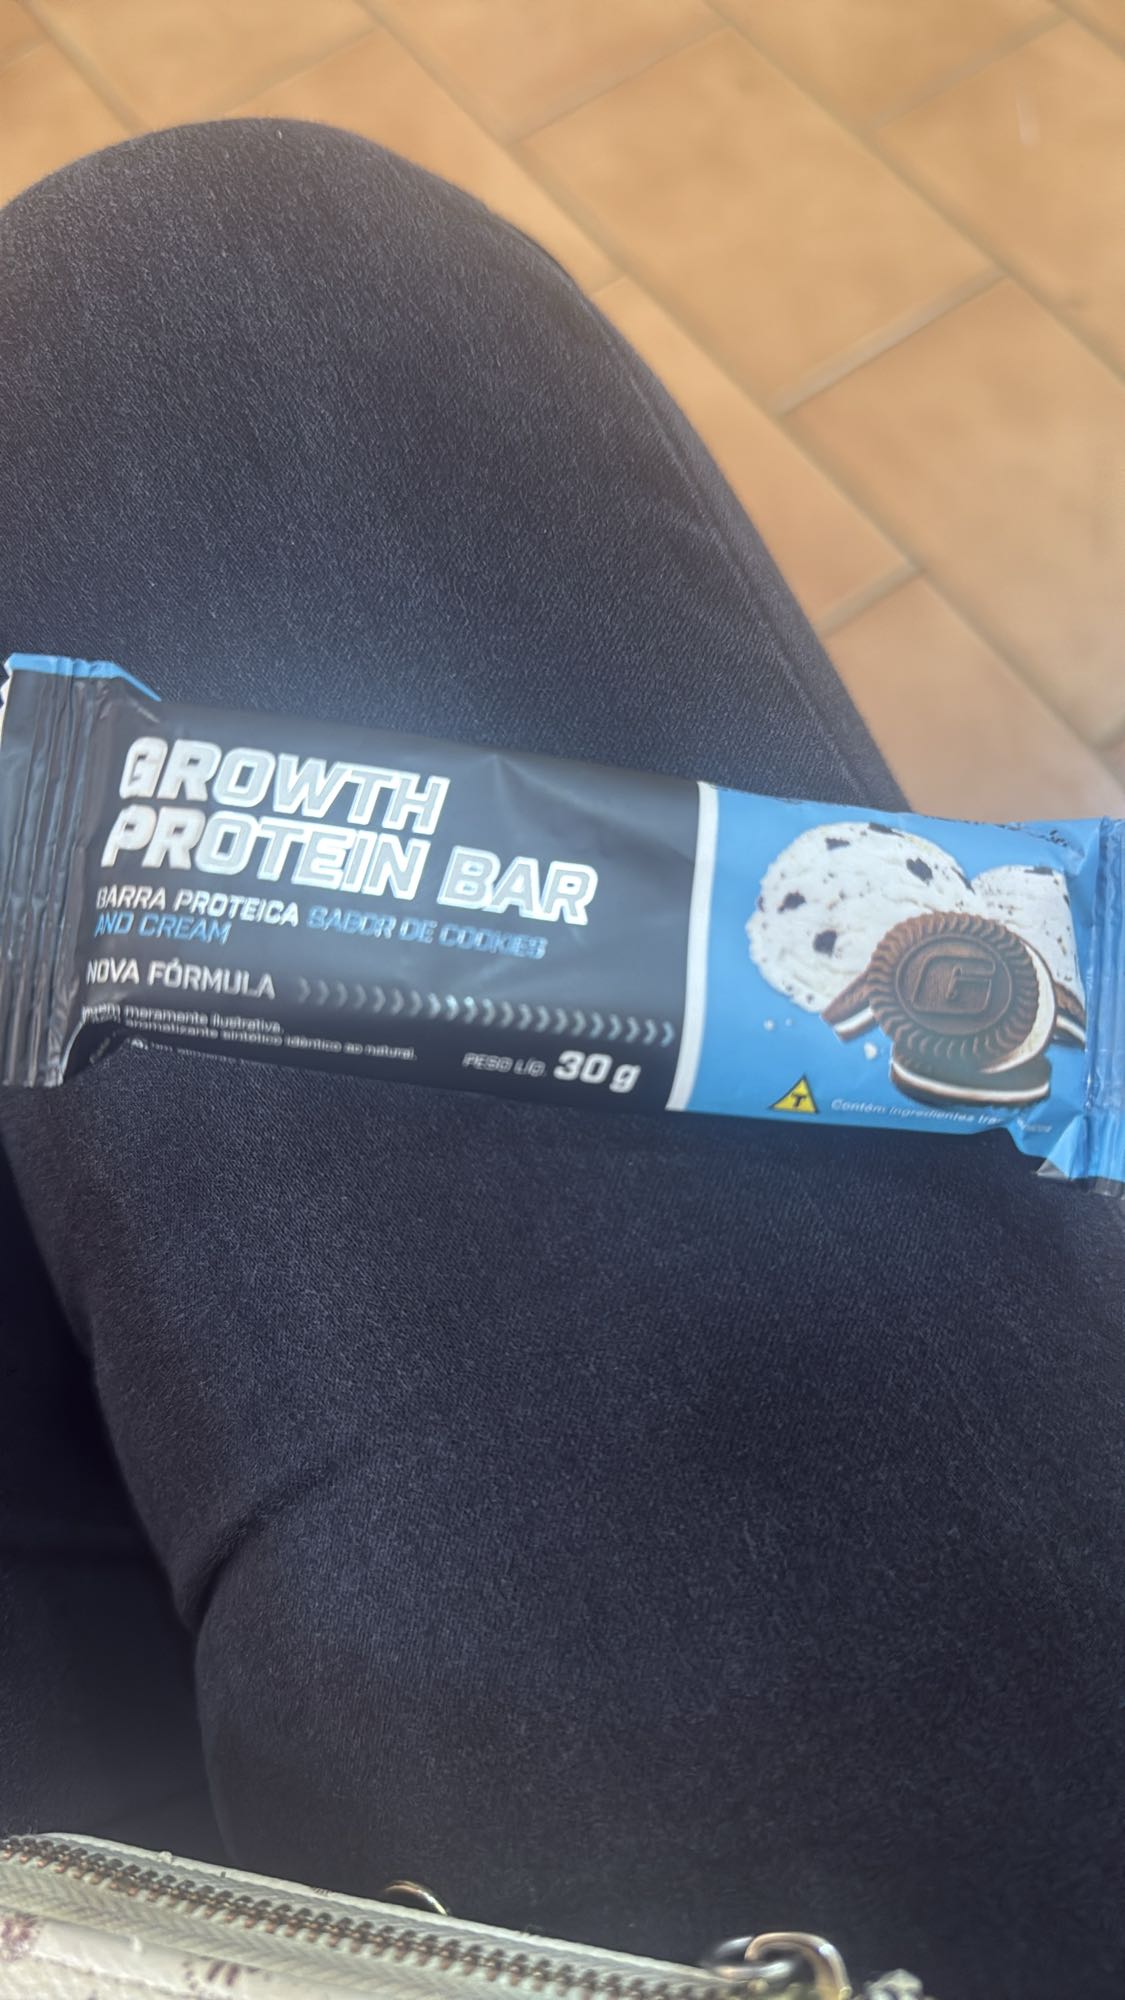 GROWTH
PROTEIN BAR
BARRA PROTEICA SABOR DE COOKIES
AND CREAM
NOVA FÓRMULA
meramente ilustrativa.
aromatizante sintético idêntico ao natural.
PESO LÍQ. 30 g
G
T
Contém ingredientes